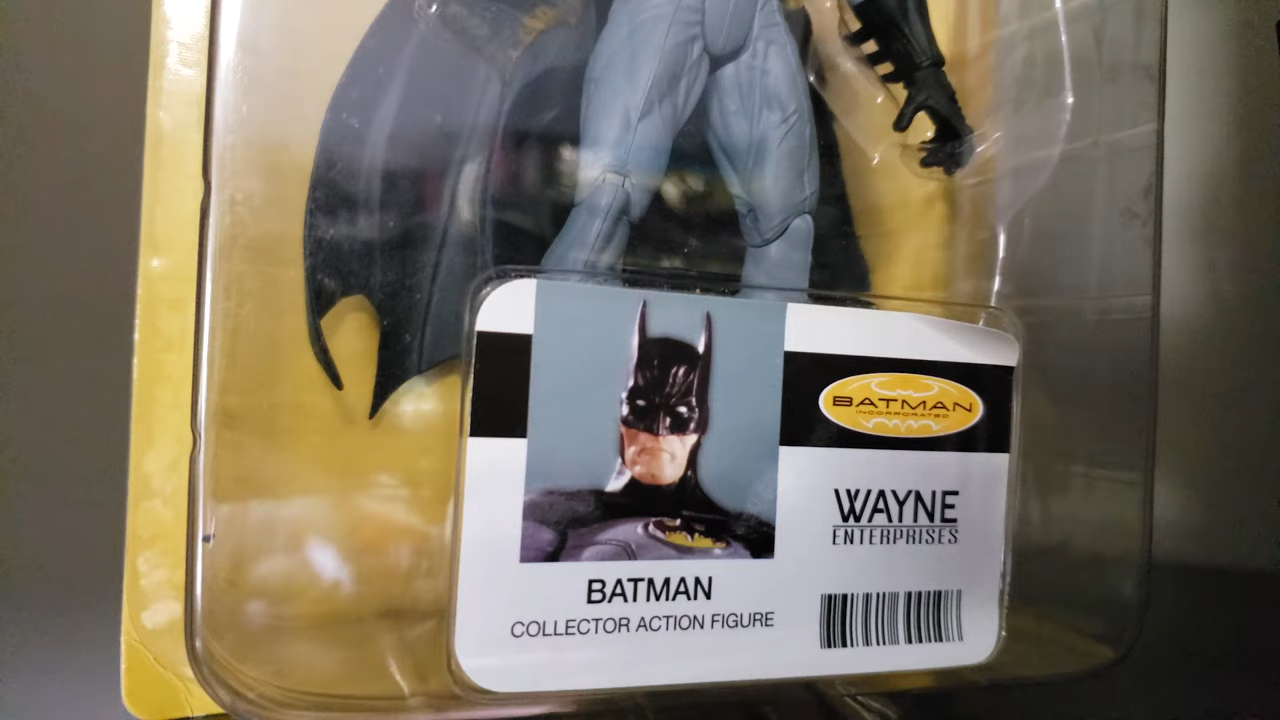 BATMAN
INCORPORATED
WAYNE
ENTERPRISES
BATMAN
COLLECTOR ACTION FIGURE